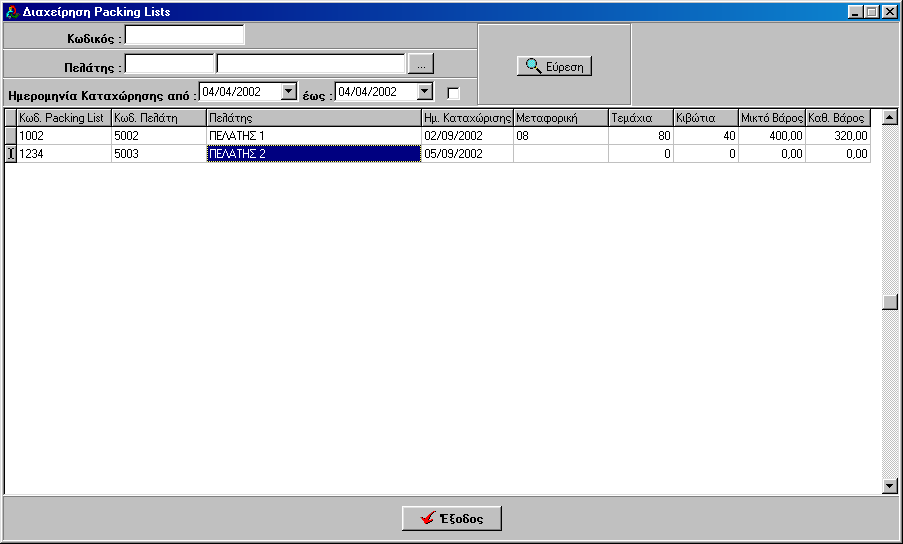 Διαχείρηση Packing Lists
Κωδικός :
Πελάτης : ...
Εύρεση
Ημερομηνία Καταχώρησης από : 04/04/2002 έως : 04/04/2002
Κωδ. Packing List Κωδ. Πελάτη Πελάτης Ημ. Καταχώρισης Μεταφορική Τεμάχια Κιβώτια Μικτό Βάρος Καθ. Βάρος
1002 5002 ΠΕΛΑΤΗΣ 1 02/09/2002 08 80 40 400,00 320,00
1234 5003 ΠΕΛΑΤΗΣ 2 05/09/2002 0 0 0,00 0,00
Έξοδος